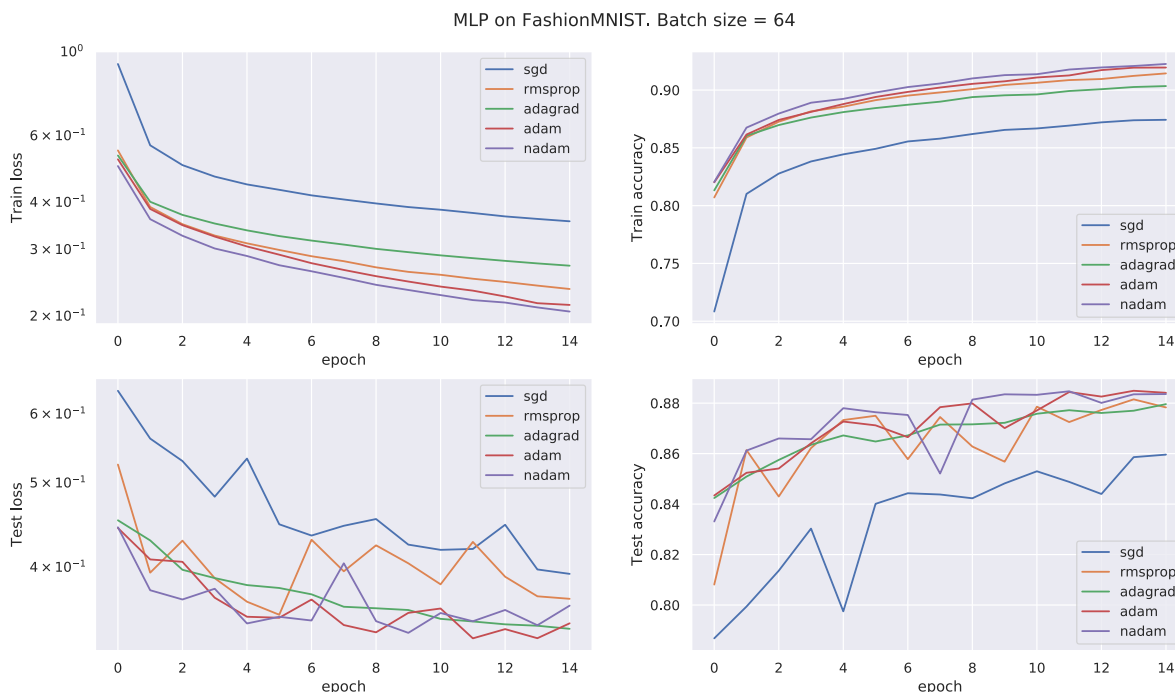 MLP on FashionMNIST. Batch size = 64
10⁰
6 × 10⁻¹
4 × 10⁻¹
3 × 10⁻¹
2 × 10⁻¹
Train loss
sgd
rmsprop
adagrad
adam
nadam
0 2 4 6 8 10 12 14
epoch
0.90
0.85
0.80
0.75
0.70
Train accuracy
sgd
rmsprop
adagrad
adam
nadam
0 2 4 6 8 10 12 14
epoch
6 × 10⁻¹
5 × 10⁻¹
4 × 10⁻¹
Test loss
sgd
rmsprop
adagrad
adam
nadam
0 2 4 6 8 10 12 14
epoch
0.88
0.86
0.84
0.82
0.80
Test accuracy
sgd
rmsprop
adagrad
adam
nadam
0 2 4 6 8 10 12 14
epoch